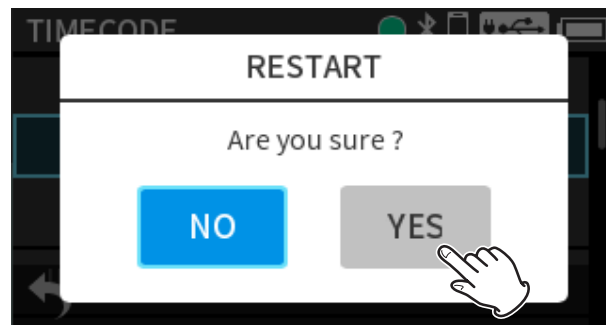 TIMECODE
RESTART
Are you sure ?
NO
YES